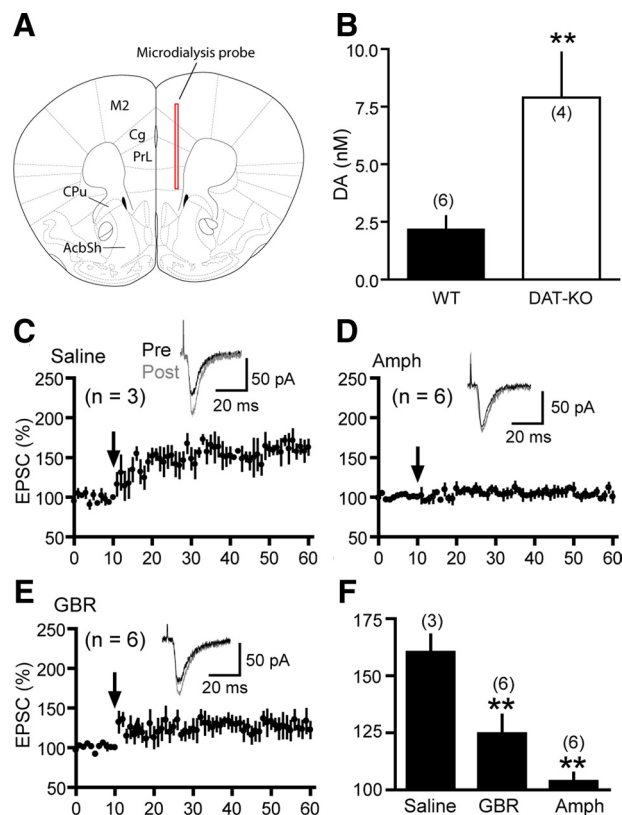 A
Microdialysis probe
M2
Cg
PrL
CPu
AcbSh
B
10.0
7.5
5.0
2.5
0.0
DA (nM)
**
(6)
(4)
WT
DAT-KO
C
Saline
Pre
Post
50 pA
20 ms
(n = 3)
250
200
150
100
50
EPSC (%)
0 10 20 30 40 50 60
D
Amph
50 pA
20 ms
(n = 6)
250
200
150
100
50
0 10 20 30 40 50 60
E
GBR
50 pA
20 ms
(n = 6)
250
200
150
100
50
EPSC (%)
0 10 20 30 40 50 60
F
175
150
125
100
(3)
(6)
**
(6)
**
Saline GBR Amph